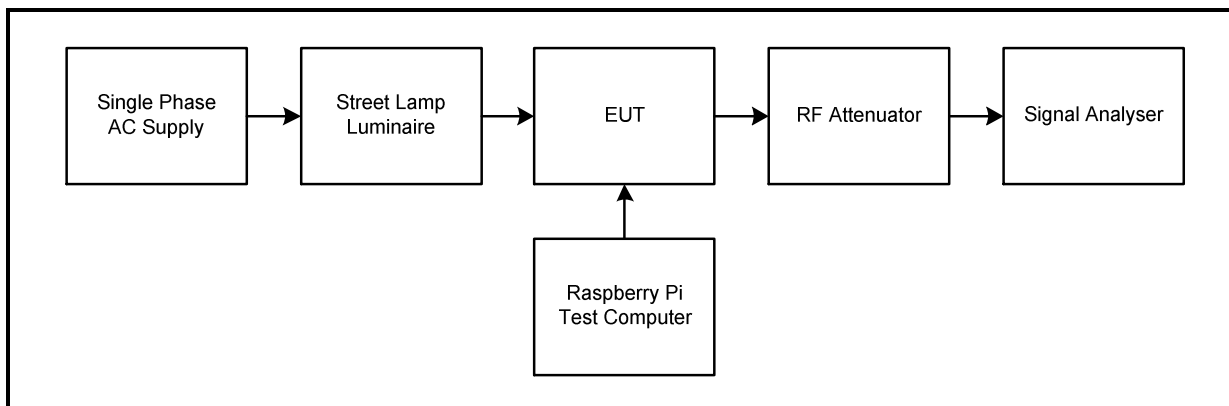 Single Phase
AC Supply
Street Lamp
Luminaire
EUT
RF Attenuator
Signal Analyser
Raspberry Pi
Test Computer